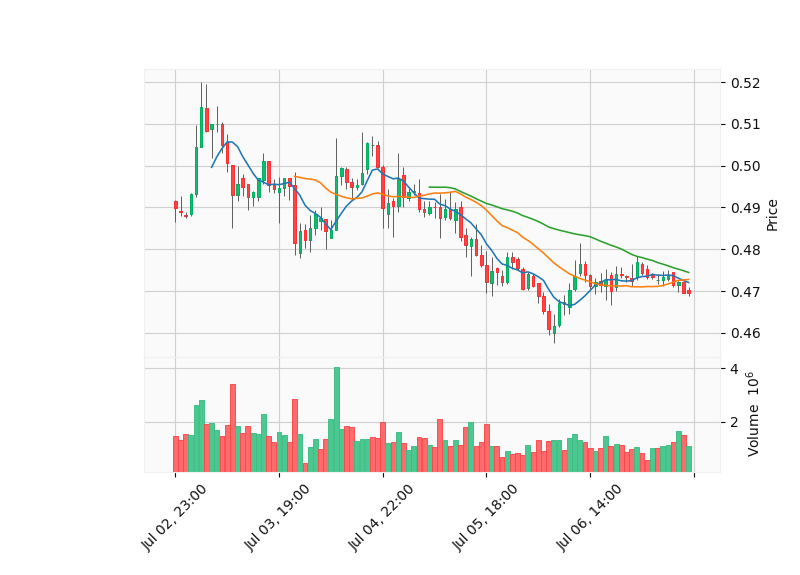 0.52
0.51
0.50
0.49
0.48
0.47
0.46
Price
4
2
Volume 10⁶
Jul 02, 23:00
Jul 03, 19:00
Jul 04, 22:00
Jul 05, 18:00
Jul 06, 14:00